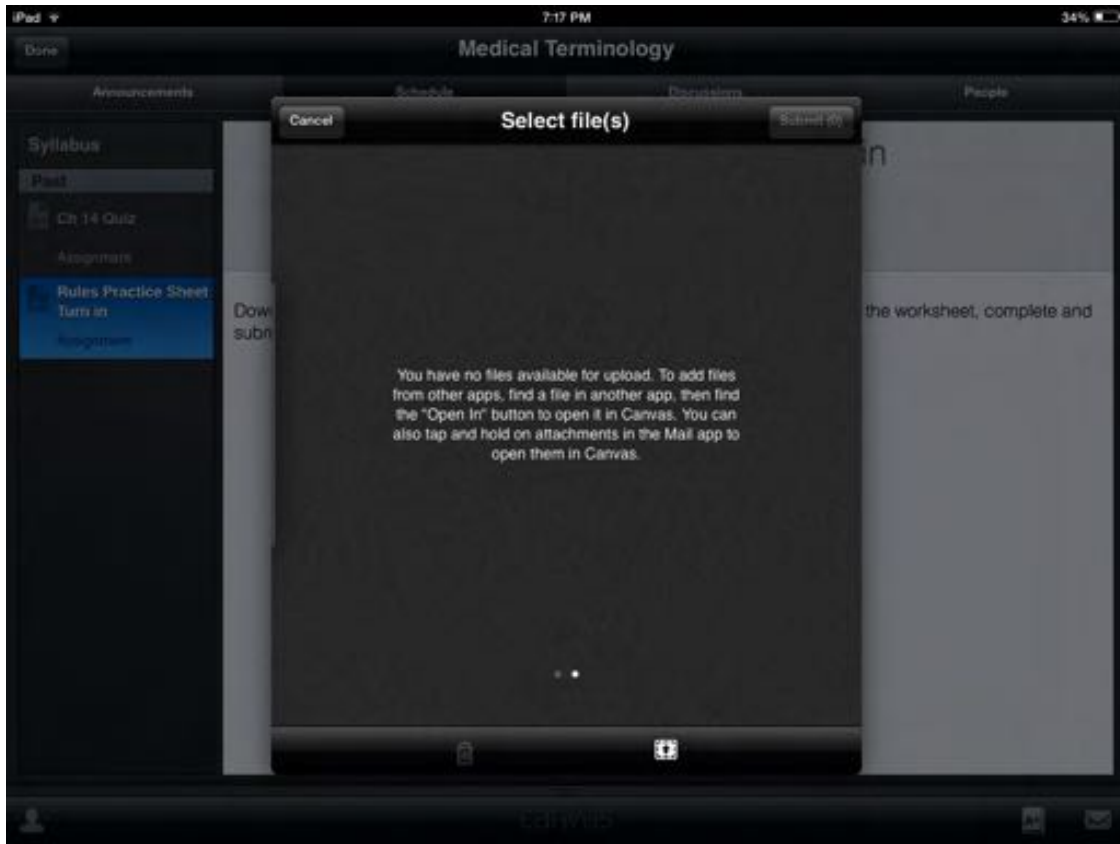 iPad
7:17 PM
34%
Done
Medical Terminology
Announcements
Schedule
Discussions
People
Cancel
Select file(s)
Submit (0)
Syllabus
Past
Ch 14 Quiz
Assignment
Rules Practice Sheet
Turn in
Assignment
in
Dow
the worksheet, complete and
subm
You have no files available for upload. To add files
from other apps, find a file in another app, then find
the "Open In" button to open it in Canvas. You can
also tap and hold on attachments in the Mail app to
open them in Canvas.
canvas
A+